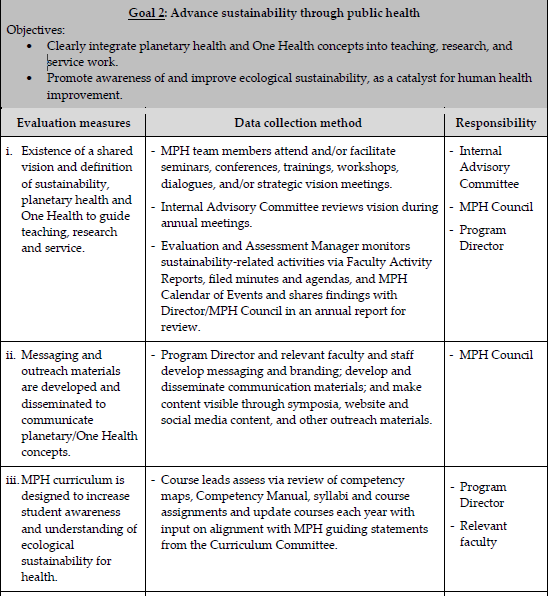 Goal 2: Advance sustainability through public health
Objectives:
• Clearly integrate planetary health and One Health concepts into teaching, research, and
service work.
• Promote awareness of and improve ecological sustainability, as a catalyst for human health
improvement.
Evaluation measures
Data collection method
Responsibility
i. Existence of a shared
vision and definition
of sustainability,
planetary health and
One Health to guide
teaching, research
and service.
- MPH team members attend and/or facilitate
seminars, conferences, trainings, workshops,
dialogues, and/or strategic vision meetings.
- Internal Advisory Committee reviews vision during
annual meetings.
- Evaluation and Assessment Manager monitors
sustainability-related activities via Faculty Activity
Reports, filed minutes and agendas, and MPH
Calendar of Events and shares findings with
Director/MPH Council in an annual report for
review.
- Internal
Advisory
Committee
- MPH Council
- Program
Director
ii. Messaging and
outreach materials
are developed and
disseminated to
communicate
planetary/One Health
concepts.
- Program Director and relevant faculty and staff
develop messaging and branding; develop and
disseminate communication materials; and make
content visible through symposia, website and
social media content, and other outreach materials.
- MPH Council
iii. MPH curriculum is
designed to increase
student awareness
and understanding of
ecological
sustainability for
health.
- Course leads assess via review of competency
maps, Competency Manual, syllabi and course
assignments and update courses each year with
input on alignment with MPH guiding statements
from the Curriculum Committee.
- Program
Director
- Relevant
faculty